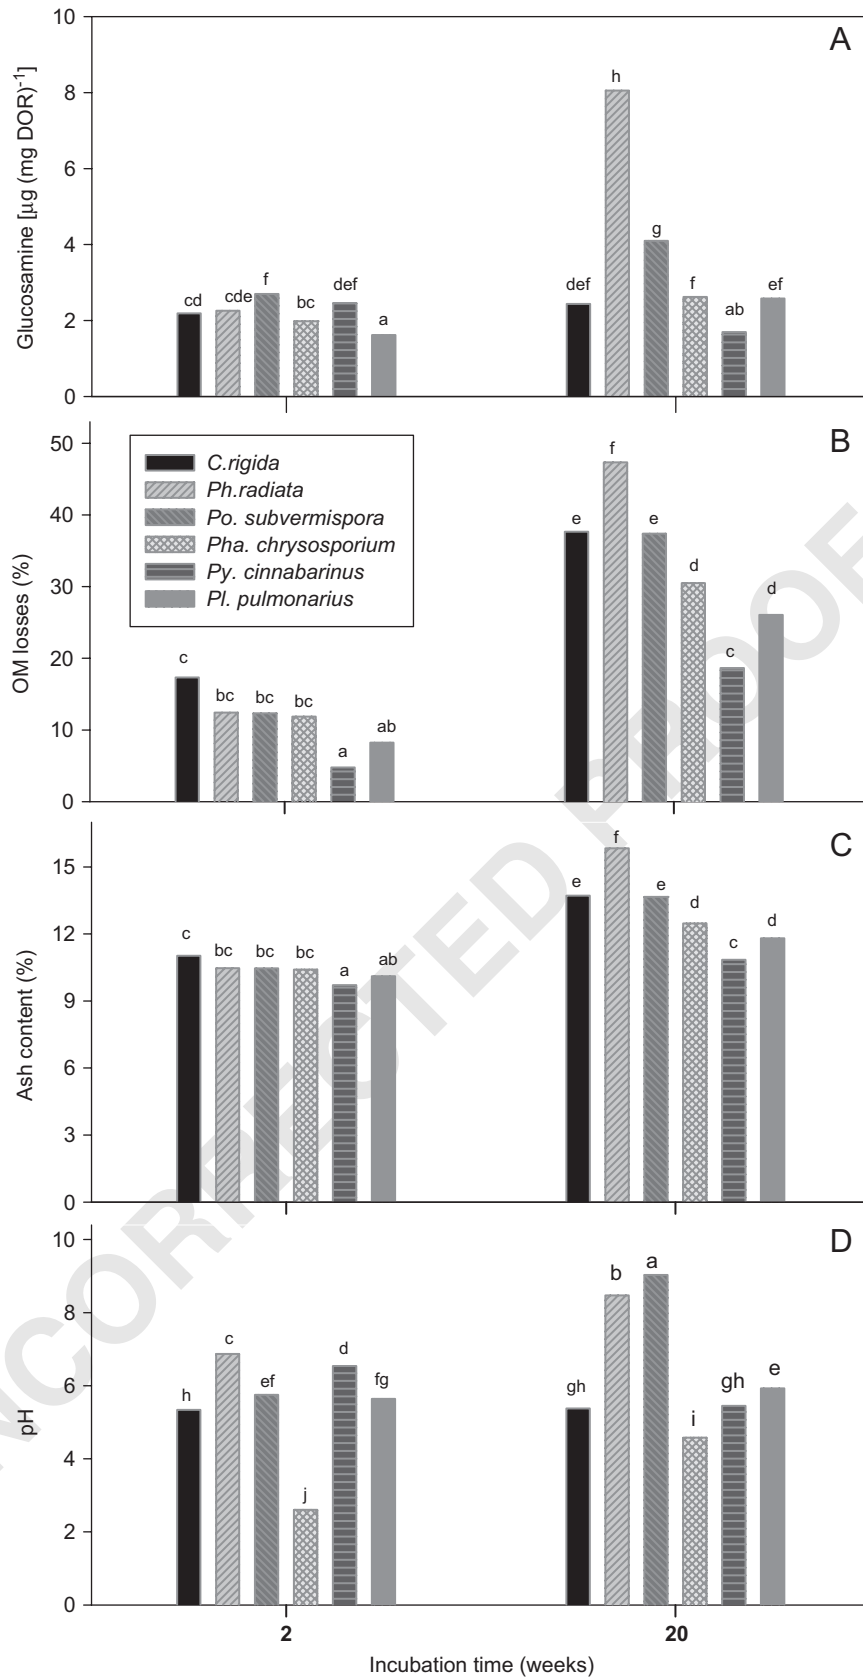 A
10
8
6
4
2
0
Glucosamine [µg (mg DOR)⁻¹]
cd cde f bc def a
def h g f ab ef
B
50
40
30
20
10
0
OM losses (%)
C.rigida
Ph.radiata
Po. subvermispora
Pha. chrysosporium
Py. cinnabarinus
Pl. pulmonarius
c bc bc bc a ab
e f e d c d
C
15
12
9
6
3
0
Ash content (%)
c bc bc bc a ab
e f e d c d
D
10
8
6
4
2
0
pH
h c ef j d fg
gh b a i gh e
2 20
Incubation time (weeks)
NCORRECTED PROOF